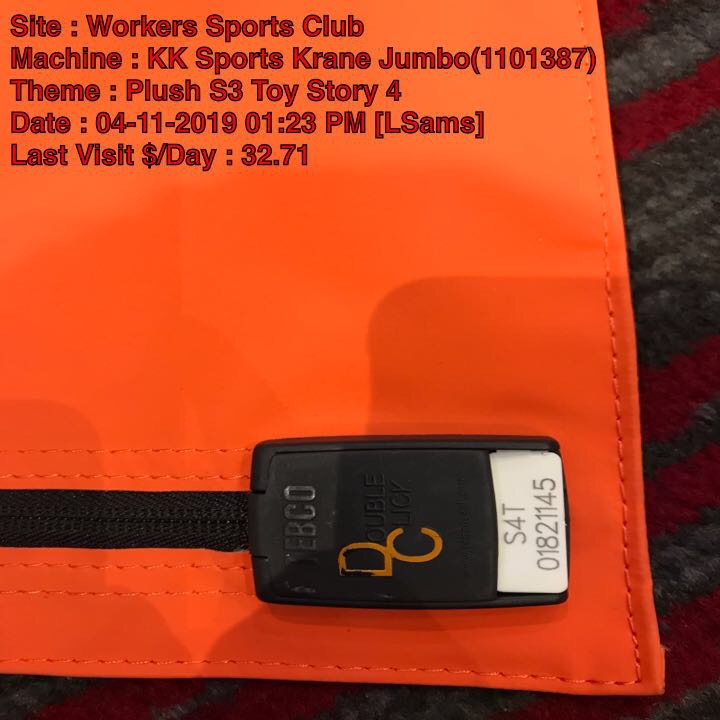 Site : Workers Sports Club
Machine : KK Sports Krane Jumbo(1101387)
Theme : Plush S3 Toy Story 4
Date : 04-11-2019 01:23 PM [LSams]
Last Visit $/Day : 32.71
DOUBLE
CLICK
S4T
01821145